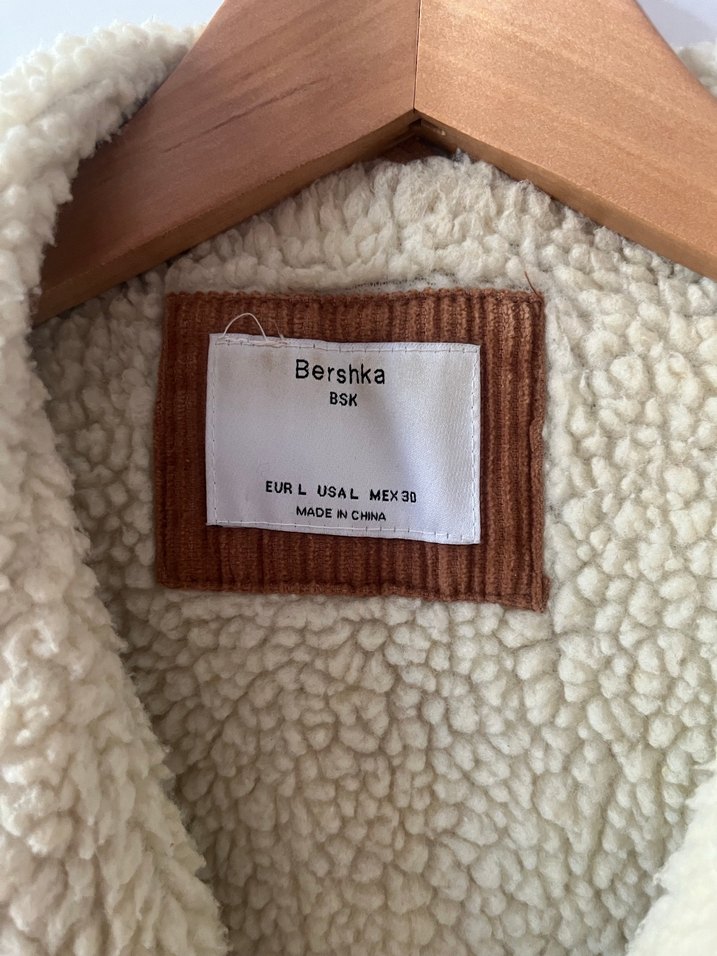 Bershka
BSK
EUR L USA L MEX 30
MADE IN CHINA